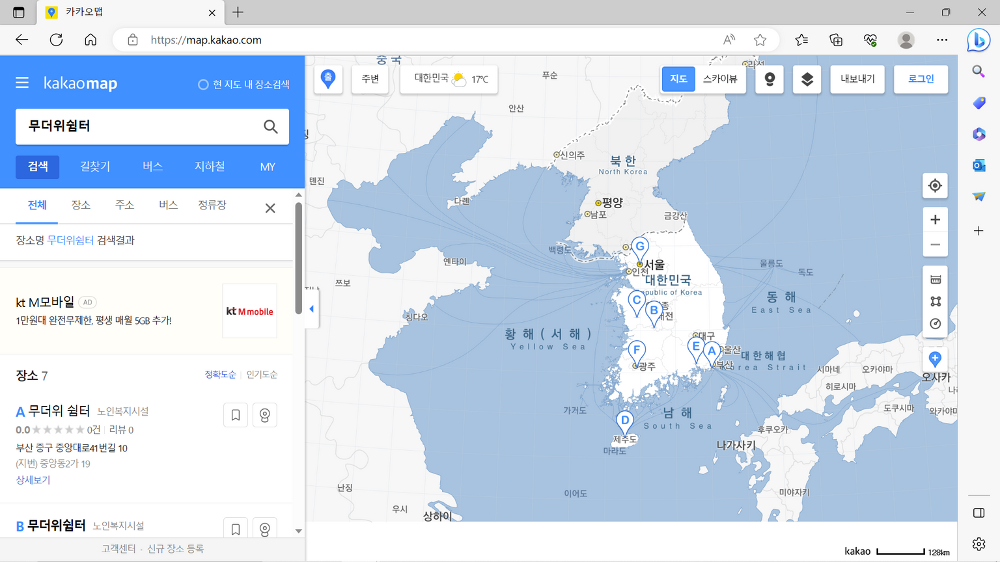 카카오맵
https://map.kakao.com
kakaomap
현 지도 내 장소검색
무더위쉼터
검색
길찾기
버스
지하철
MY
전체
장소
주소
버스
정류장
장소명 무더위쉼터 검색결과
kt M모바일 AD
1만원대 완전무제한, 평생 매월 5GB 추가!
kt M mobile
장소 7
정확도순
인기도순
A 무더위 쉼터 노인복지시설
0.0 0건 리뷰 0
부산 중구 중앙대로41번길 10
(지번) 중앙동2가 19
상세보기
B 무더위쉼터 노인복지시설
고객센터 · 신규 장소 등록
주변
대한민국 17℃
지도
스카이뷰
내보내기
로그인
중국
라선
푸순
안산
신의주
북한
North Korea
톈진
다롄
평양
남포
금강산
백령도
G
서울
인천
대한민국
Republic of Korea
옌타이
쯔보
울릉도
독도
동해
East Sea
C
B
칭다오
황해(서해)
Yellow Sea
대구
E
A
울산
부산
F
광주
대한해협
Korea Strait
시마네
오카야마
오사카
히로시마
도쿠시마
와카야마
가거도
남해
South Sea
D
제주도
마라도
후쿠오카
나가사키
이어도
미야자키
난징
우시
상하이
kakao
128km